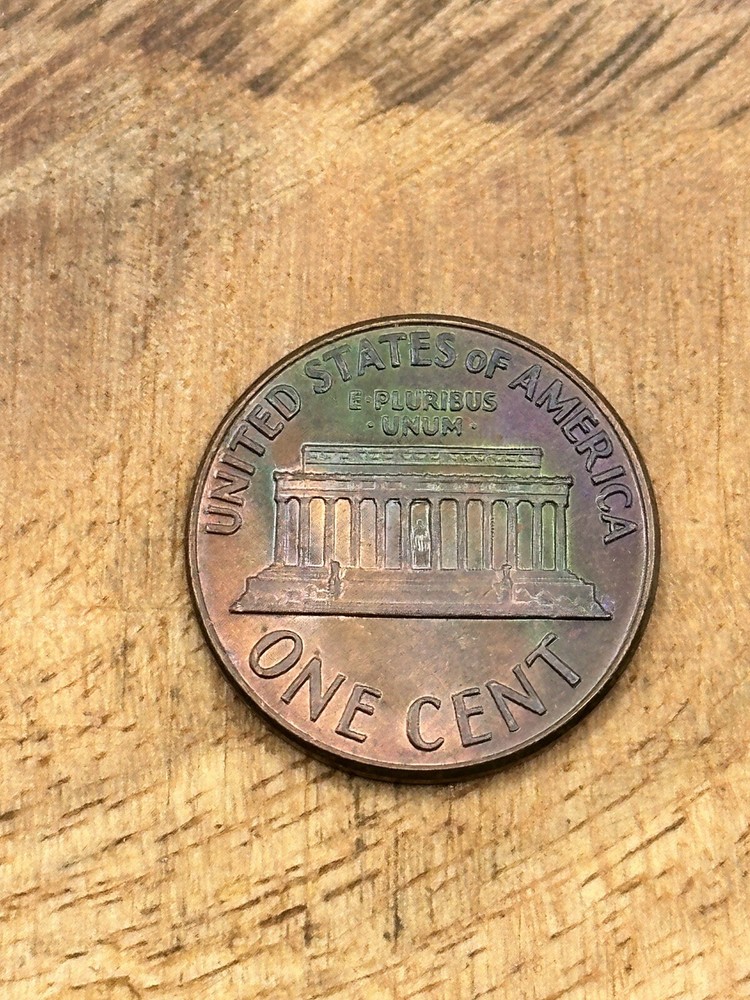 UNITED STATES OF AMERICA
E·PLURIBUS
·UNUM·
ONE CENT